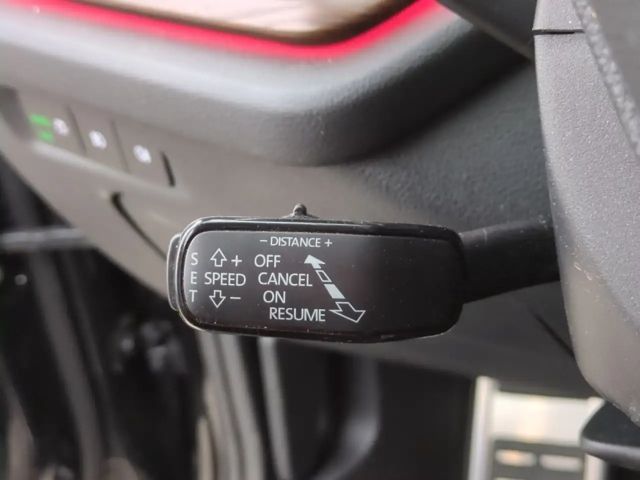 − DISTANCE +
S + OFF
E SPEED CANCEL
T − ON
RESUME